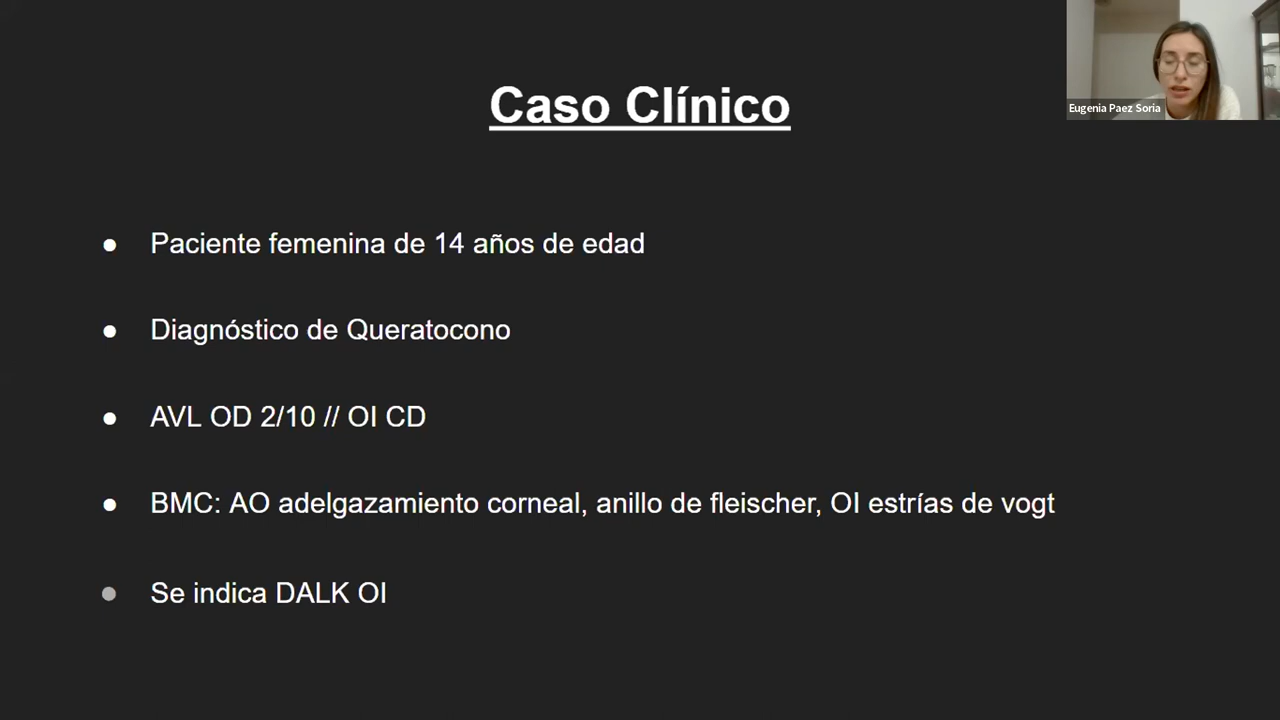 Caso Clínico
Eugenia Paez Soria
Paciente femenina de 14 años de edad
Diagnóstico de Queratocono
AVL OD 2/10 // OI CD
BMC: AO adelgazamiento corneal, anillo de fleischer, OI estrías de vogt
Se indica DALK OI